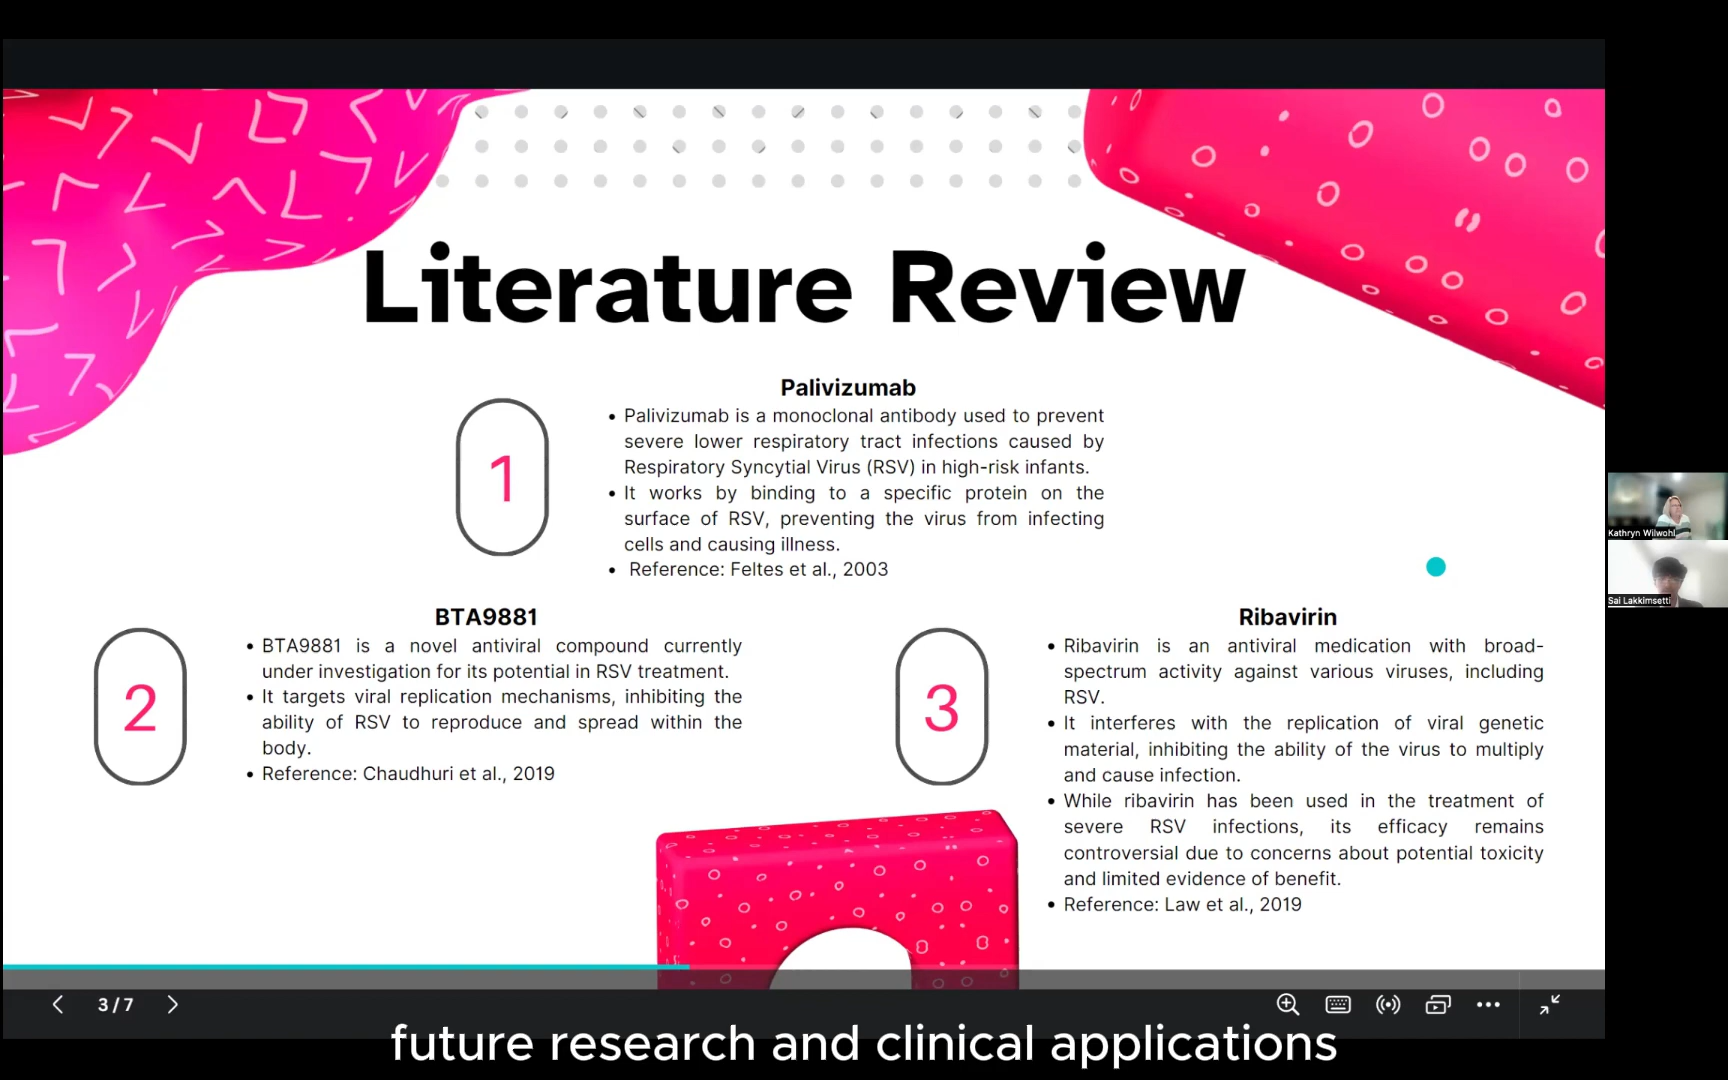 Literature Review
1
Palivizumab
• Palivizumab is a monoclonal antibody used to prevent
severe lower respiratory tract infections caused by
Respiratory Syncytial Virus (RSV) in high-risk infants.
• It works by binding to a specific protein on the
surface of RSV, preventing the virus from infecting
cells and causing illness.
• Reference: Feltes et al., 2003
2
BTA9881
• BTA9881 is a novel antiviral compound currently
under investigation for its potential in RSV treatment.
• It targets viral replication mechanisms, inhibiting the
ability of RSV to reproduce and spread within the
body.
• Reference: Chaudhuri et al., 2019
3
Ribavirin
• Ribavirin is an antiviral medication with broad-
spectrum activity against various viruses, including
RSV.
• It interferes with the replication of viral genetic
material, inhibiting the ability of the virus to multiply
and cause infection.
• While ribavirin has been used in the treatment of
severe RSV infections, its efficacy remains
controversial due to concerns about potential toxicity
and limited evidence of benefit.
• Reference: Law et al., 2019
Kathryn Wilwohl
Sai Lakkimsetti
3 / 7
future research and clinical applications